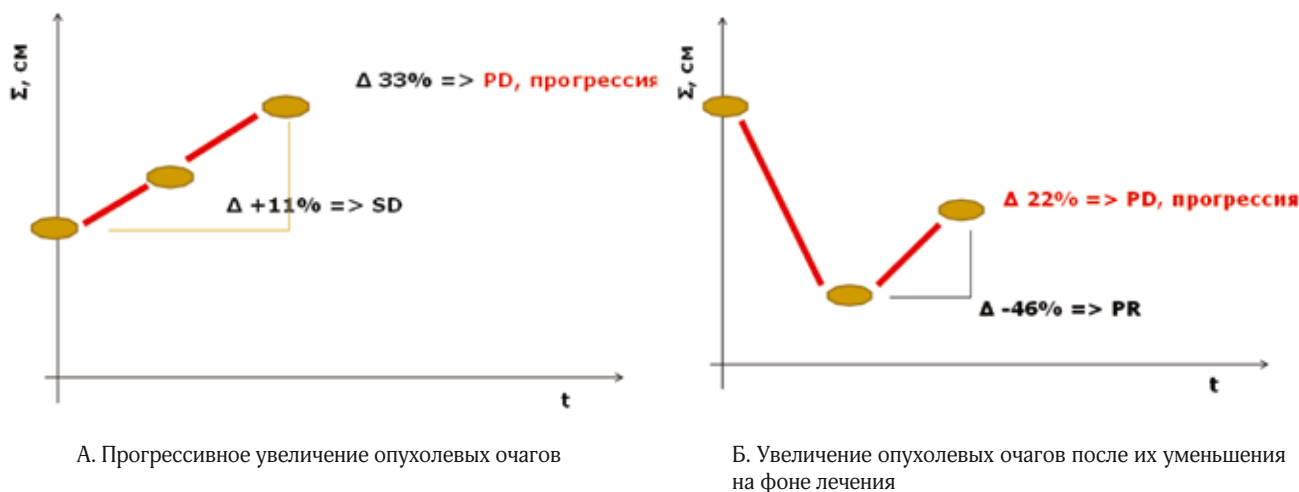 Σ, см
Δ 33% => PD, прогрессия
Δ +11% => SD
t
А. Прогрессивное увеличение опухолевых очагов
Σ, см
Δ 22% => PD, прогрессия
Δ -46% => PR
t
Б. Увеличение опухолевых очагов после их уменьшения
на фоне лечения